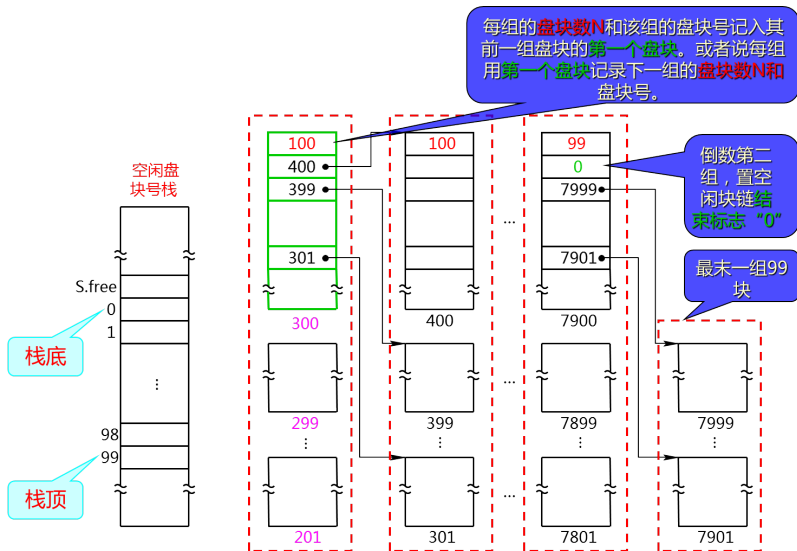 每组的盘块数N和该组的盘块号记入其
前一组盘块的第一个盘块。或者说每组
用第一个盘块记录下一组的盘块数N和
盘块号。
倒数第二
组，置空
闲块链结
束标志“0”
最末一组99
块
空闲盘
块号栈
S.free
0
1
⋮
98
99
栈底
栈顶
100
400
399
301
300
299
⋮
201
100
400
399
⋮
301
...
...
...
99
0
7999
7901
7900
7899
⋮
7801
7999
⋮
7901